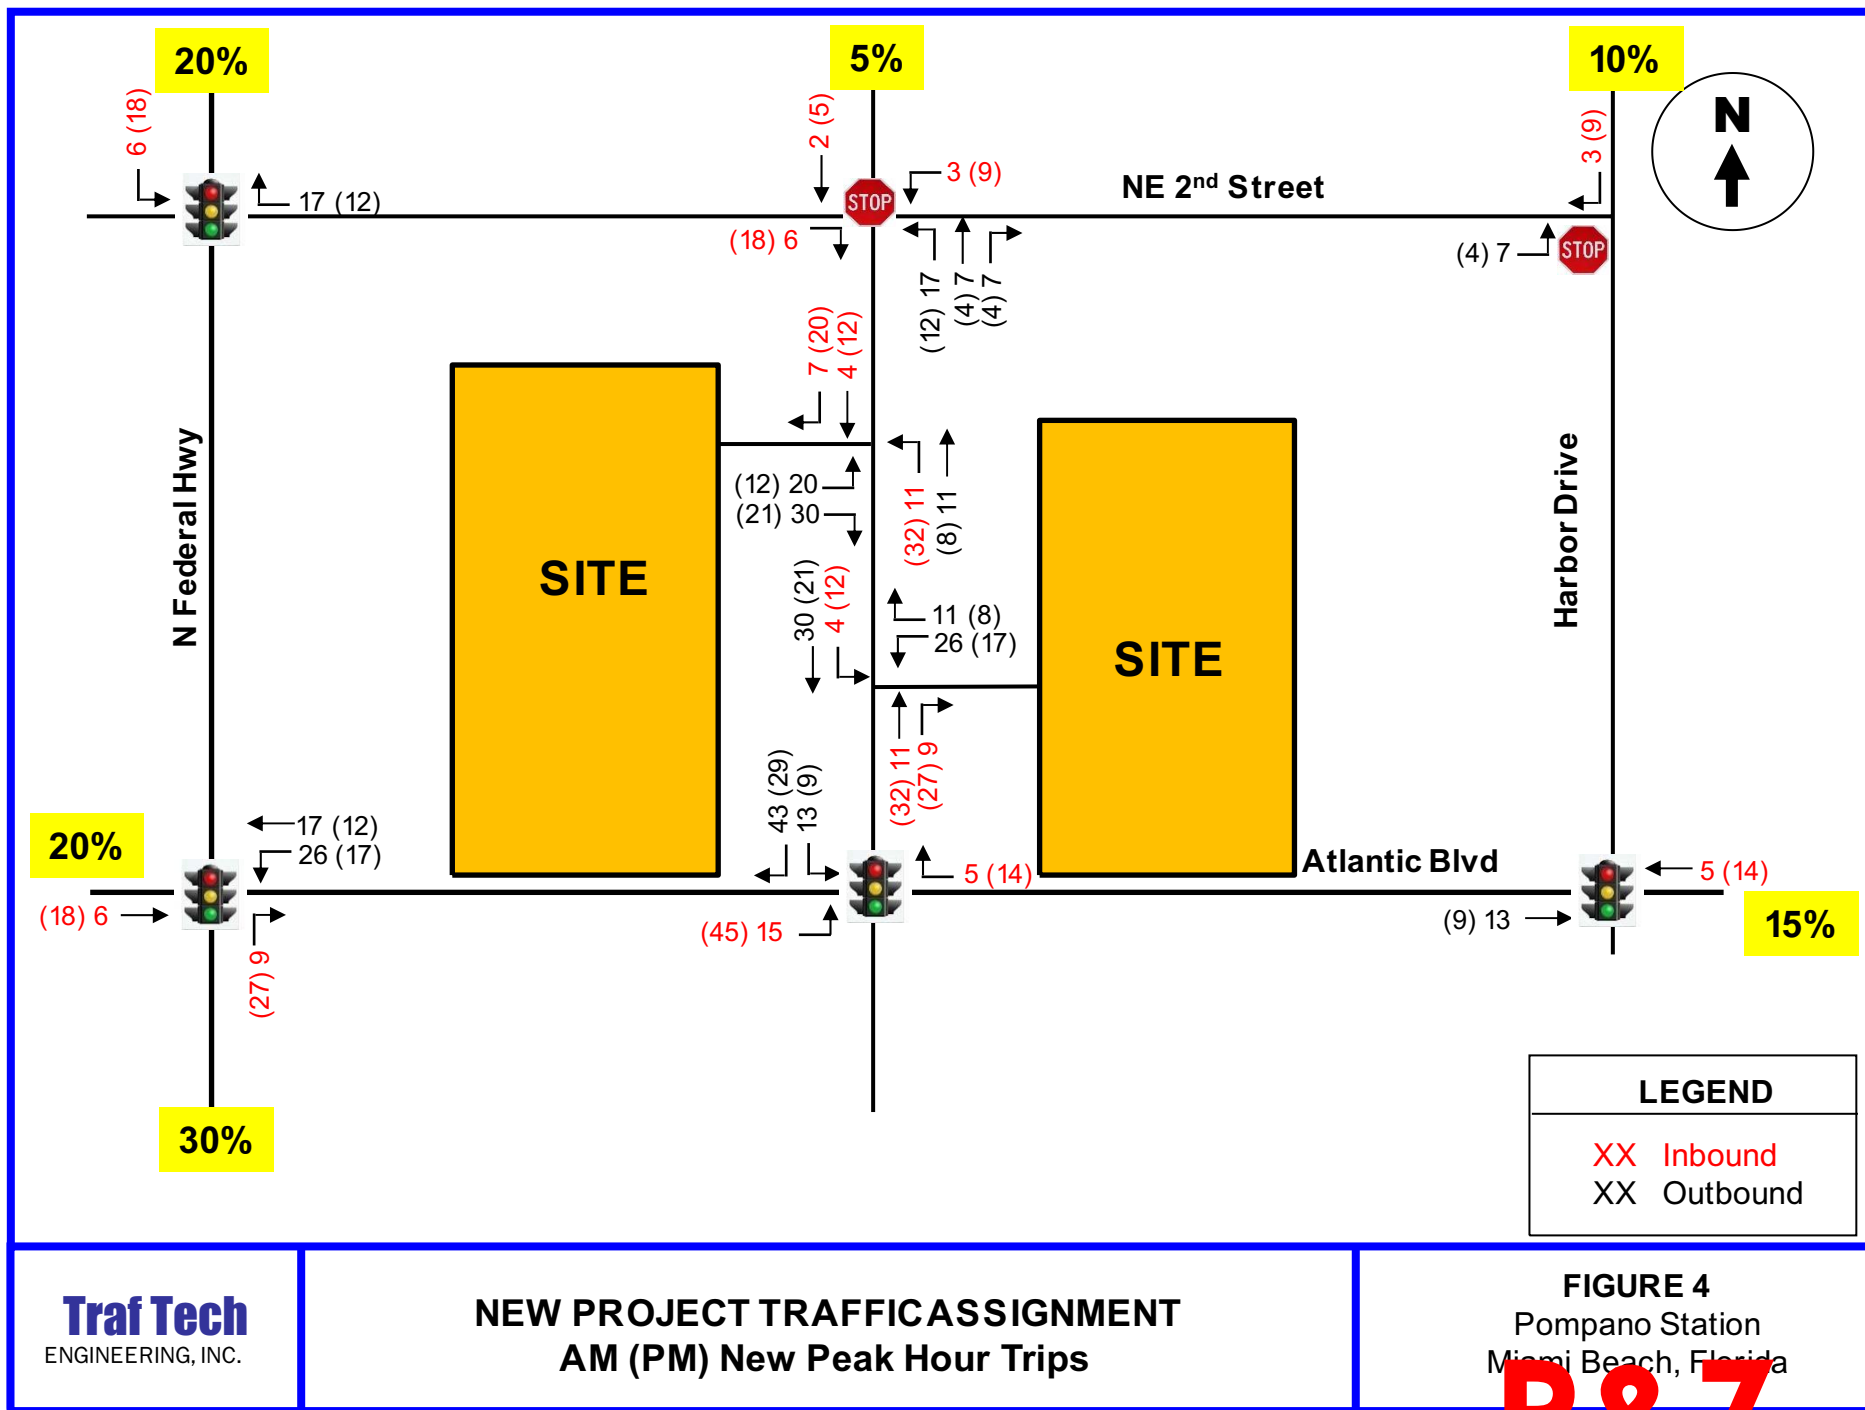 20%
5%
10%
6 (18)
2 (5)
3 (9)
N
17 (12)
STOP
3 (9)
NE 2nd Street
(18) 6
(4) 7
STOP
(12) 17
(4) 7
(4) 7
7 (20)
4 (12)
N Federal Hwy
Harbor Drive
(12) 20
(21) 30
(32) 11
(8) 11
SITE
30 (21)
4 (12)
11 (8)
26 (17)
SITE
43 (29)
13 (9)
(32) 11
(27) 9
20%
17 (12)
26 (17)
Atlantic Blvd
5 (14)
5 (14)
(18) 6
(27) 9
(45) 15
(9) 13
15%
30%
LEGEND
XX Inbound
XX Outbound
Traf Tech
ENGINEERING, INC.
NEW PROJECT TRAFFIC ASSIGNMENT
AM (PM) New Peak Hour Trips
FIGURE 4
Pompano Station
Miami Beach, Florida
P&Z